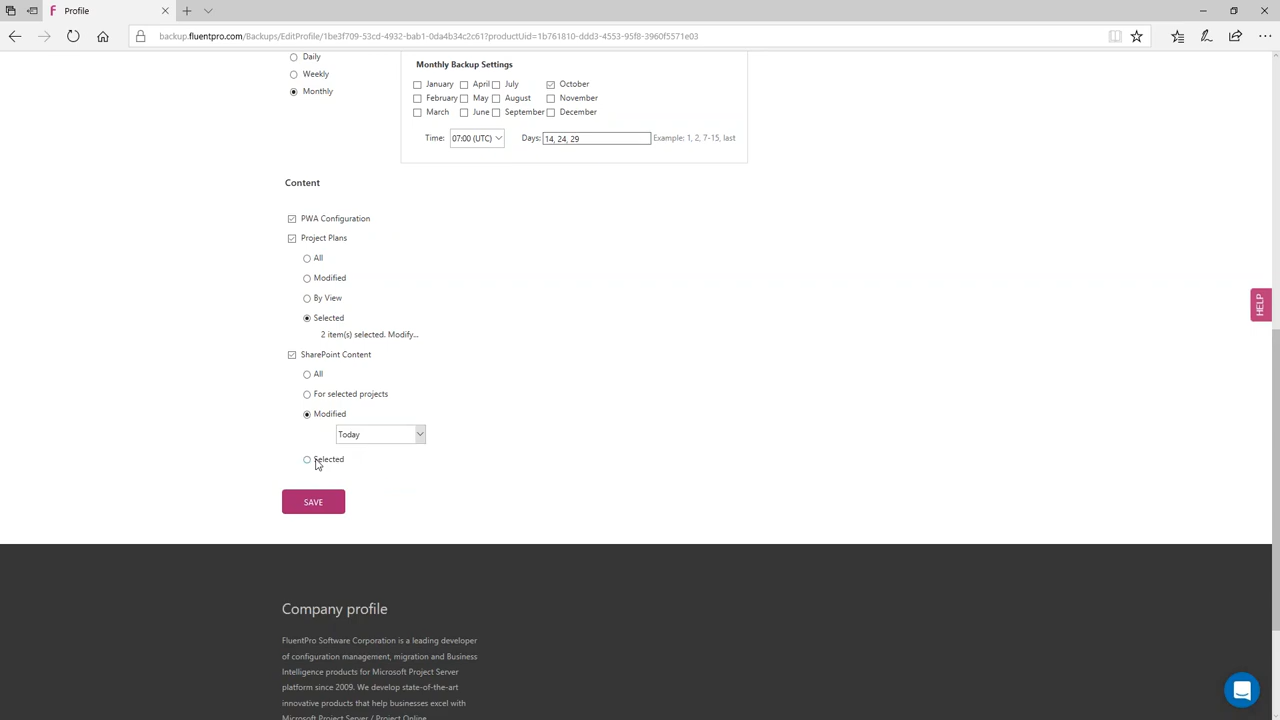 Profile
backup.fluentpro.com/Backups/EditProfile/1be3f709-53cd-4932-bab1-0da4b34c2c61?productUid=1b761810-ddd3-4553-95f8-3960f5571e03
Daily
Weekly
Monthly
Monthly Backup Settings
January April July October
February May August November
March June September December
Time: 07:00 (UTC) Days: 14, 24, 29 Example: 1, 2, 7-15, last
Content
PWA Configuration
Project Plans
All
Modified
By View
Selected
2 item(s) selected. Modify...
SharePoint Content
All
For selected projects
Modified
Today
Selected
SAVE
HELP
Company profile
FluentPro Software Corporation is a leading developer
of configuration management, migration and Business
Intelligence products for Microsoft Project Server
platform since 2009. We develop state-of-the-art
innovative products that help businesses excel with
Microsoft Project Server / Project Online